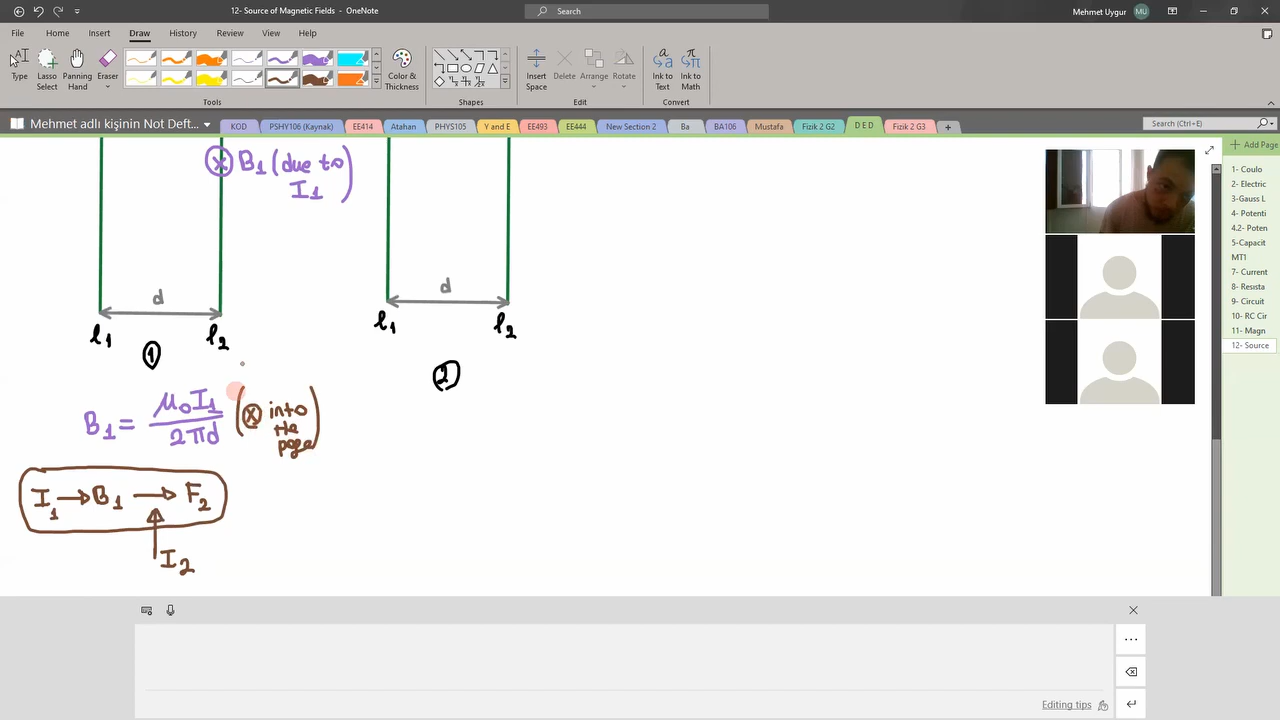 12- Source of Magnetic Fields - OneNote
Search
Mehmet Uygur
MU
File Home Insert Draw View History Review View Help
Type
Lasso Select
Panning Hand
Eraser
Color & Thickness
Insert Space
Delete
Arrange
Rotate
Ink to Text
Ink to Math
Tools
Shapes
Edit
Convert
Mehmet adlı kişinin Not Deft...
KOD
PSHY106 (Kaynak)
EE414
Atahan
PHYS105
Y and E
EE493
EE444
New Section 2
Ba
BA106
Mustafa
Fizik 2 G2
D E D
Fizik 2 G3
Search (Ctrl+E)
Add Page
1- Coulo
2- Electric
3-Gauss L
4- Potenti
4.2- Poten
5-Capacit
MT1
7- Current
8- Resista
9- Circuit
10- RC Cir
11- Magn
12- Source
⊗ B₁ (due to I₁)
d
ℓ₁ ℓ₂
①
d
ℓ₁ ℓ₂
②
B₁ = μ₀I₁ / 2πd (⊗ into the page)
I₁ → B₁ → F₂
↑ I₂
Editing tips